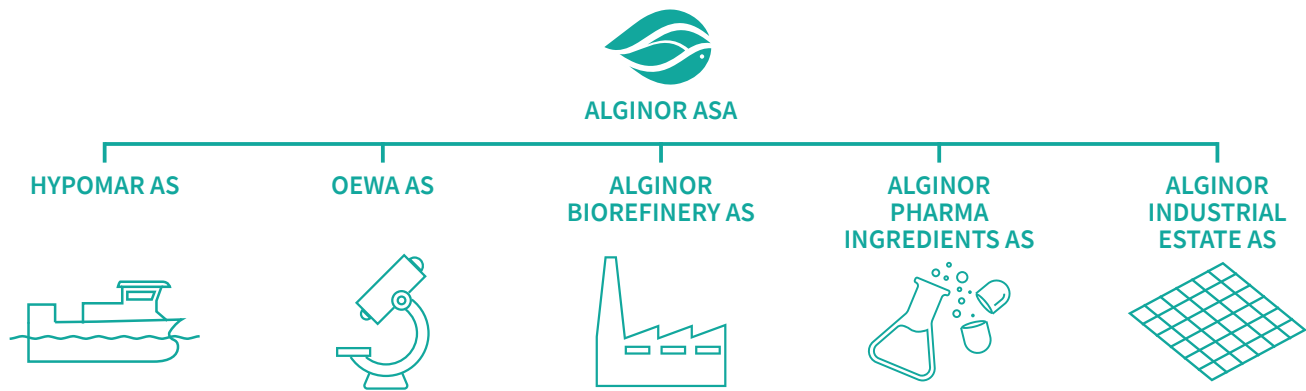 ALGINOR ASA
HYPOMAR AS
OEWA AS
ALGINOR
BIOREFINERY AS
ALGINOR
PHARMA
INGREDIENTS AS
ALGINOR
INDUSTRIAL
ESTATE AS